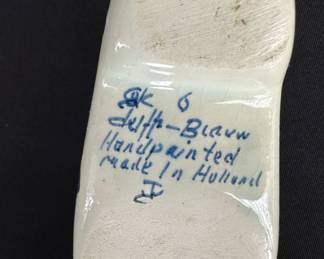 6
delft-Blauw
Handpainted
made in Holland